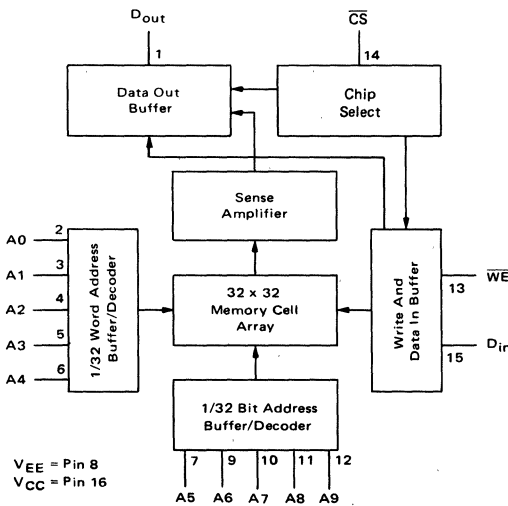 Dout
C̅S̅
1
14
Data Out
Buffer
Chip
Select
Sense
Amplifier
A0
2
A1
3
A2
4
A3
5
A4
6
1/32 Word Address
Buffer/Decoder
32 x 32
Memory Cell
Array
Write And
Data In Buffer
W̅E̅
13
Din
15
1/32 Bit Address
Buffer/Decoder
7
9
10
11
12
A5
A6
A7
A8
A9
VEE = Pin 8
VCC = Pin 16